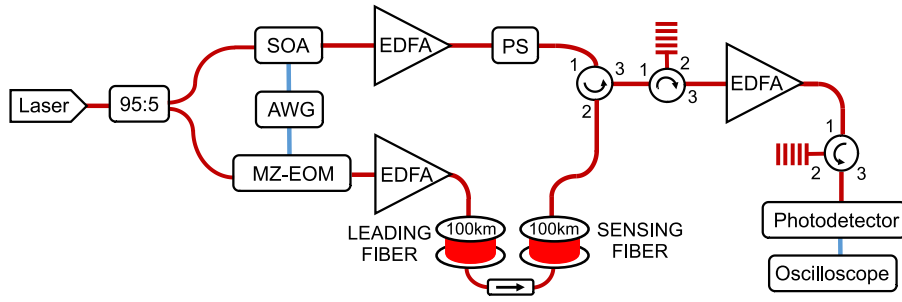 Laser
95:5
SOA
AWG
MZ-EOM
EDFA
PS
EDFA
1
3
2
1
2
3
EDFA
1
2
3
LEADING
FIBER
100km
100km
SENSING
FIBER
Photodetector
Oscilloscope